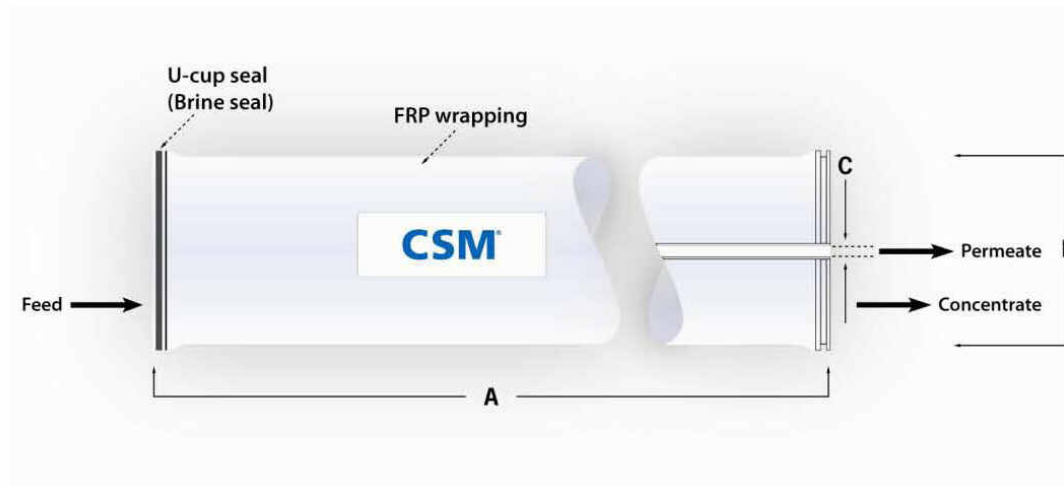 U-cup seal
(Brine seal)
FRP wrapping
C
CSM®
Permeate
Feed
Concentrate
A